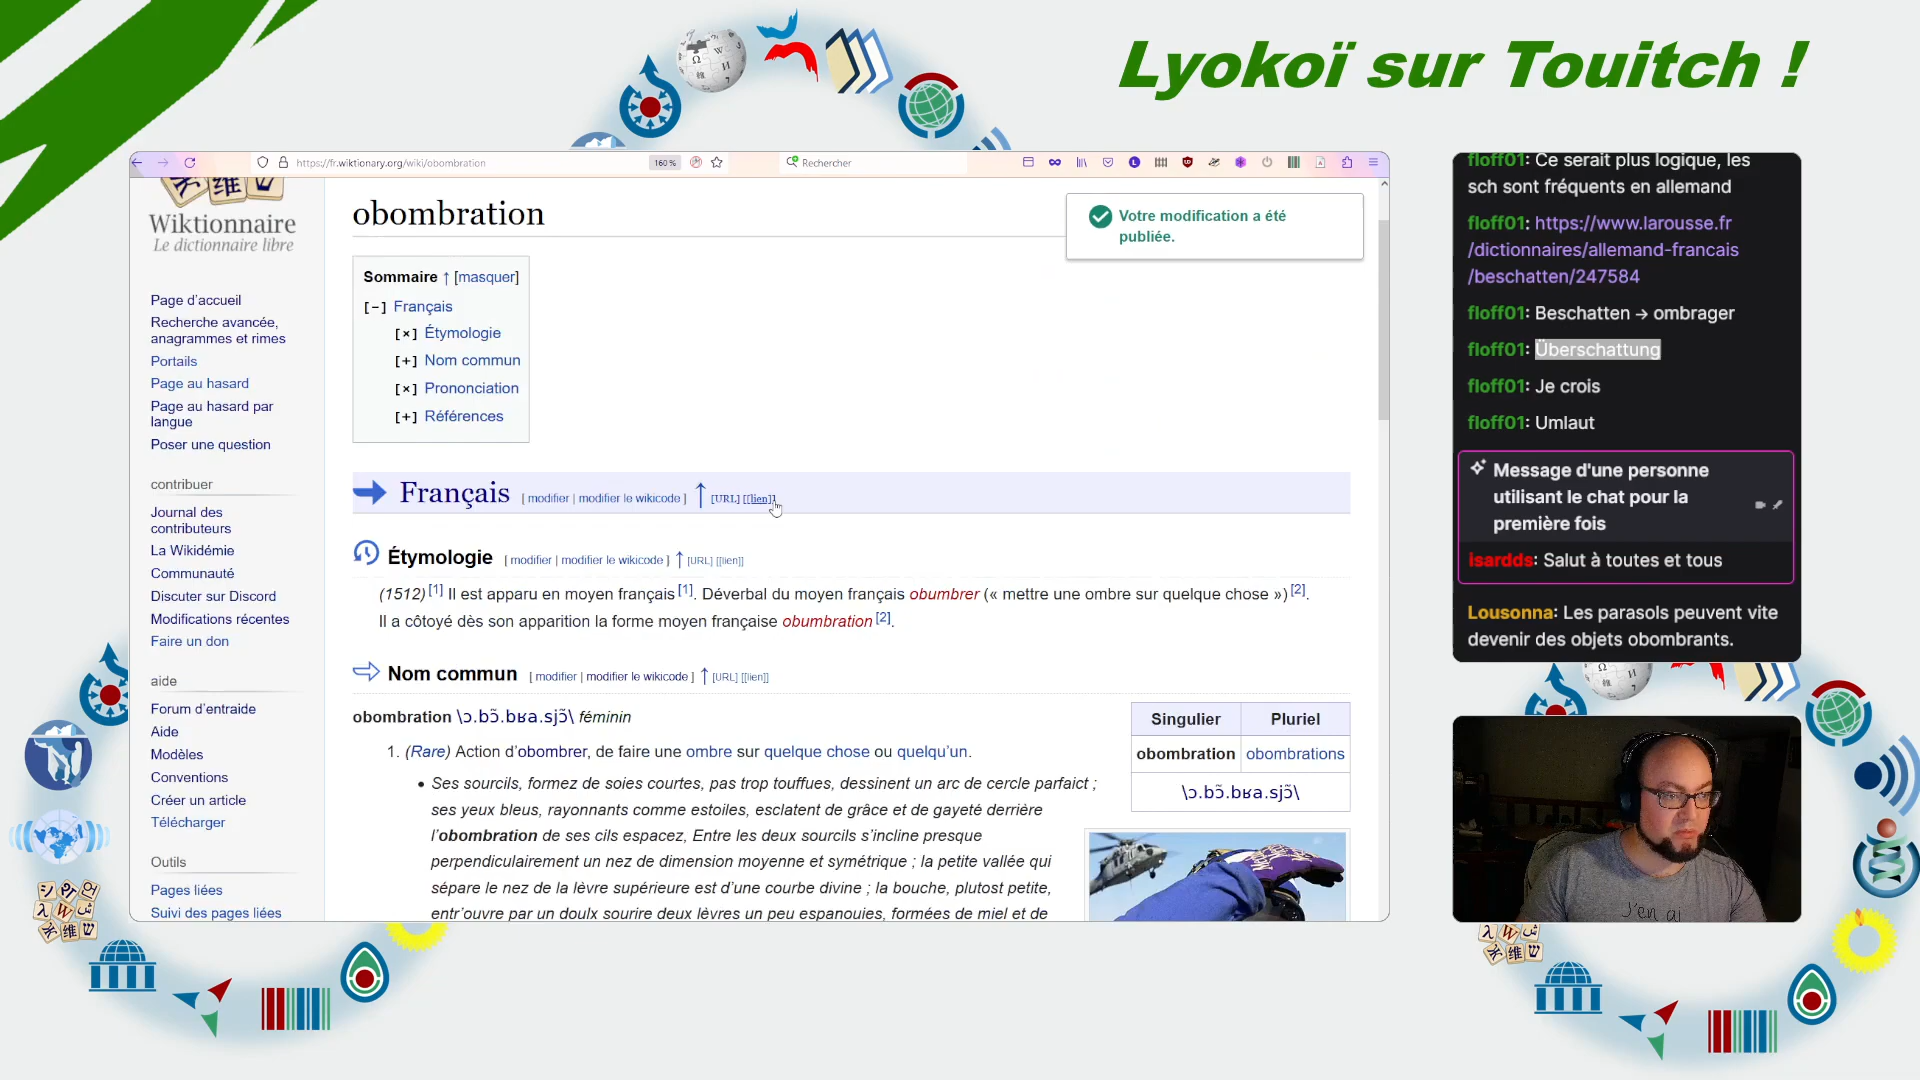 Lyokoï sur Touitch !
https://fr.wiktionary.org/wiki/obombration
160 %
Rechercher
Wiktionnaire
Le dictionnaire libre
Page d’accueil
Recherche avancée,
anagrammes et rimes
Portails
Page au hasard
Page au hasard par
langue
Poser une question
contribuer
Journal des
contributeurs
La Wikidémie
Communauté
Discuter sur Discord
Modifications récentes
Faire un don
aide
Forum d’entraide
Aide
Modèles
Conventions
Créer un article
Télécharger
Outils
Pages liées
Suivi des pages liées
obombration
Votre modification a été
publiée.
Sommaire ↑ [masquer]
[−] Français
[×] Étymologie
[+] Nom commun
[×] Prononciation
[+] Références
Français [ modifier | modifier le wikicode ] ↑ [URL] [[lien]]
Étymologie [ modifier | modifier le wikicode ] ↑ [URL] [[lien]]
(1512)[1] Il est apparu en moyen français[1]. Déverbal du moyen français obumbrer (« mettre une ombre sur quelque chose »)[2].
Il a côtoyé dès son apparition la forme moyen française obumbration[2].
Nom commun [ modifier | modifier le wikicode ] ↑ [URL] [[lien]]
obombration \ɔ.bɔ̃.bʁa.sjɔ̃\ féminin
1. (Rare) Action d’obombrer, de faire une ombre sur quelque chose ou quelqu’un.
• Ses sourcils, formez de soies courtes, pas trop touffues, dessinent un arc de cercle parfaict ;
ses yeux bleus, rayonnants comme estoiles, esclatent de grâce et de gayeté derrière
l’obombration de ses cils espacez, Entre les deux sourcils s’incline presque
perpendiculairement un nez de dimension moyenne et symétrique ; la petite vallée qui
sépare le nez de la lèvre supérieure est d’une courbe divine ; la bouche, plutost petite,
entr’ouvre par un doulx sourire deux lèvres un peu espanouies, formées de miel et de
Singulier Pluriel
obombration obombrations
\ɔ.bɔ̃.bʁa.sjɔ̃\
floff01: Ce serait plus logique, les
sch sont fréquents en allemand
floff01: https://www.larousse.fr
/dictionnaires/allemand-francais
/beschatten/247584
floff01: Beschatten → ombrager
floff01: Überschattung
floff01: Je crois
floff01: Umlaut
Message d'une personne
utilisant le chat pour la
première fois
isardds: Salut à toutes et tous
Lousonna: Les parasols peuvent vite
devenir des objets obombrants.
J'en ai